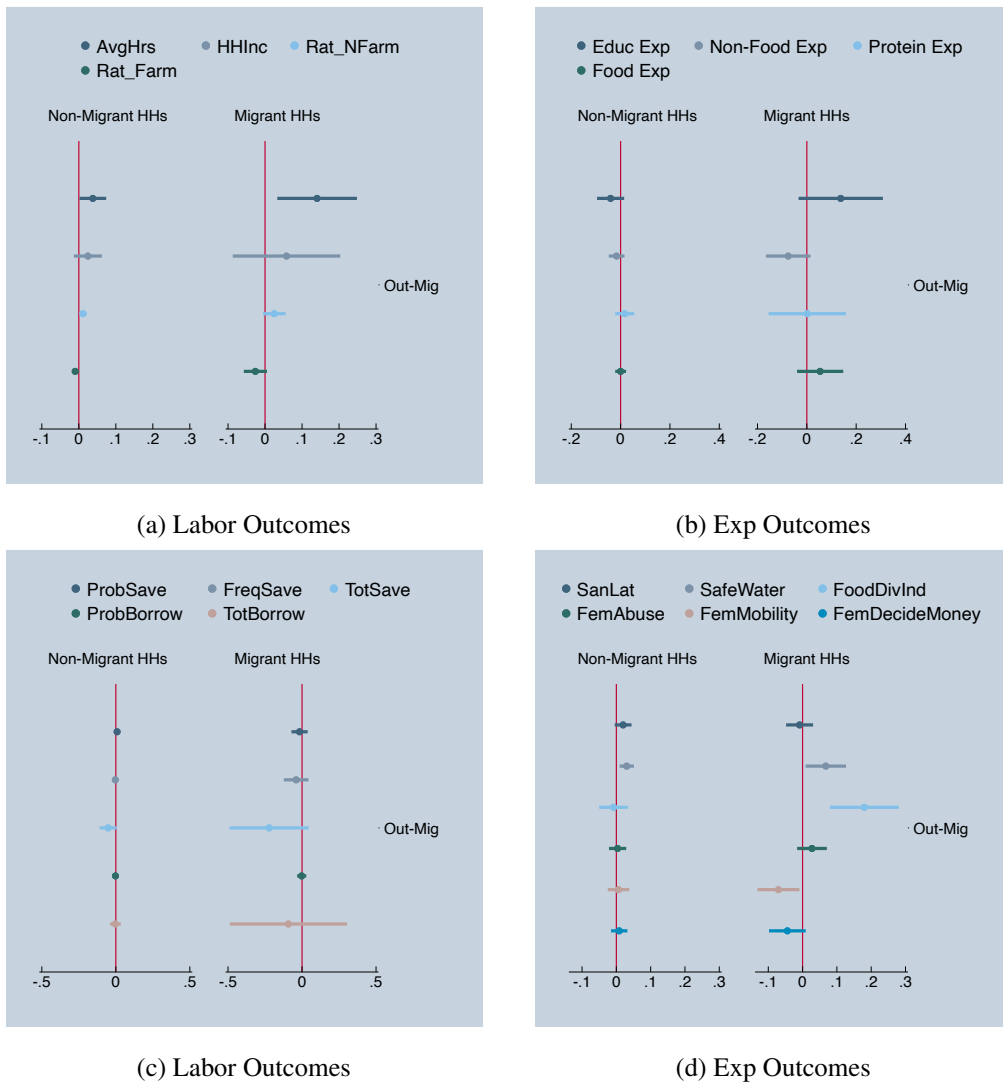 AvgHrs HHInc Rat_NFarm
Rat_Farm
Non-Migrant HHs Migrant HHs
Out-Mig
-.1 0 .1 .2 .3 -.1 0 .1 .2 .3
(a) Labor Outcomes
Educ Exp Non-Food Exp Protein Exp
Food Exp
Non-Migrant HHs Migrant HHs
Out-Mig
-.2 0 .2 .4 -.2 0 .2 .4
(b) Exp Outcomes
ProbSave FreqSave TotSave
ProbBorrow TotBorrow
Non-Migrant HHs Migrant HHs
Out-Mig
-.5 0 .5 -.5 0 .5
(c) Labor Outcomes
SanLat SafeWater FoodDivInd
FemAbuse FemMobility FemDecideMoney
Non-Migrant HHs Migrant HHs
Out-Mig
-.1 0 .1 .2 .3 -.1 0 .1 .2 .3
(d) Exp Outcomes